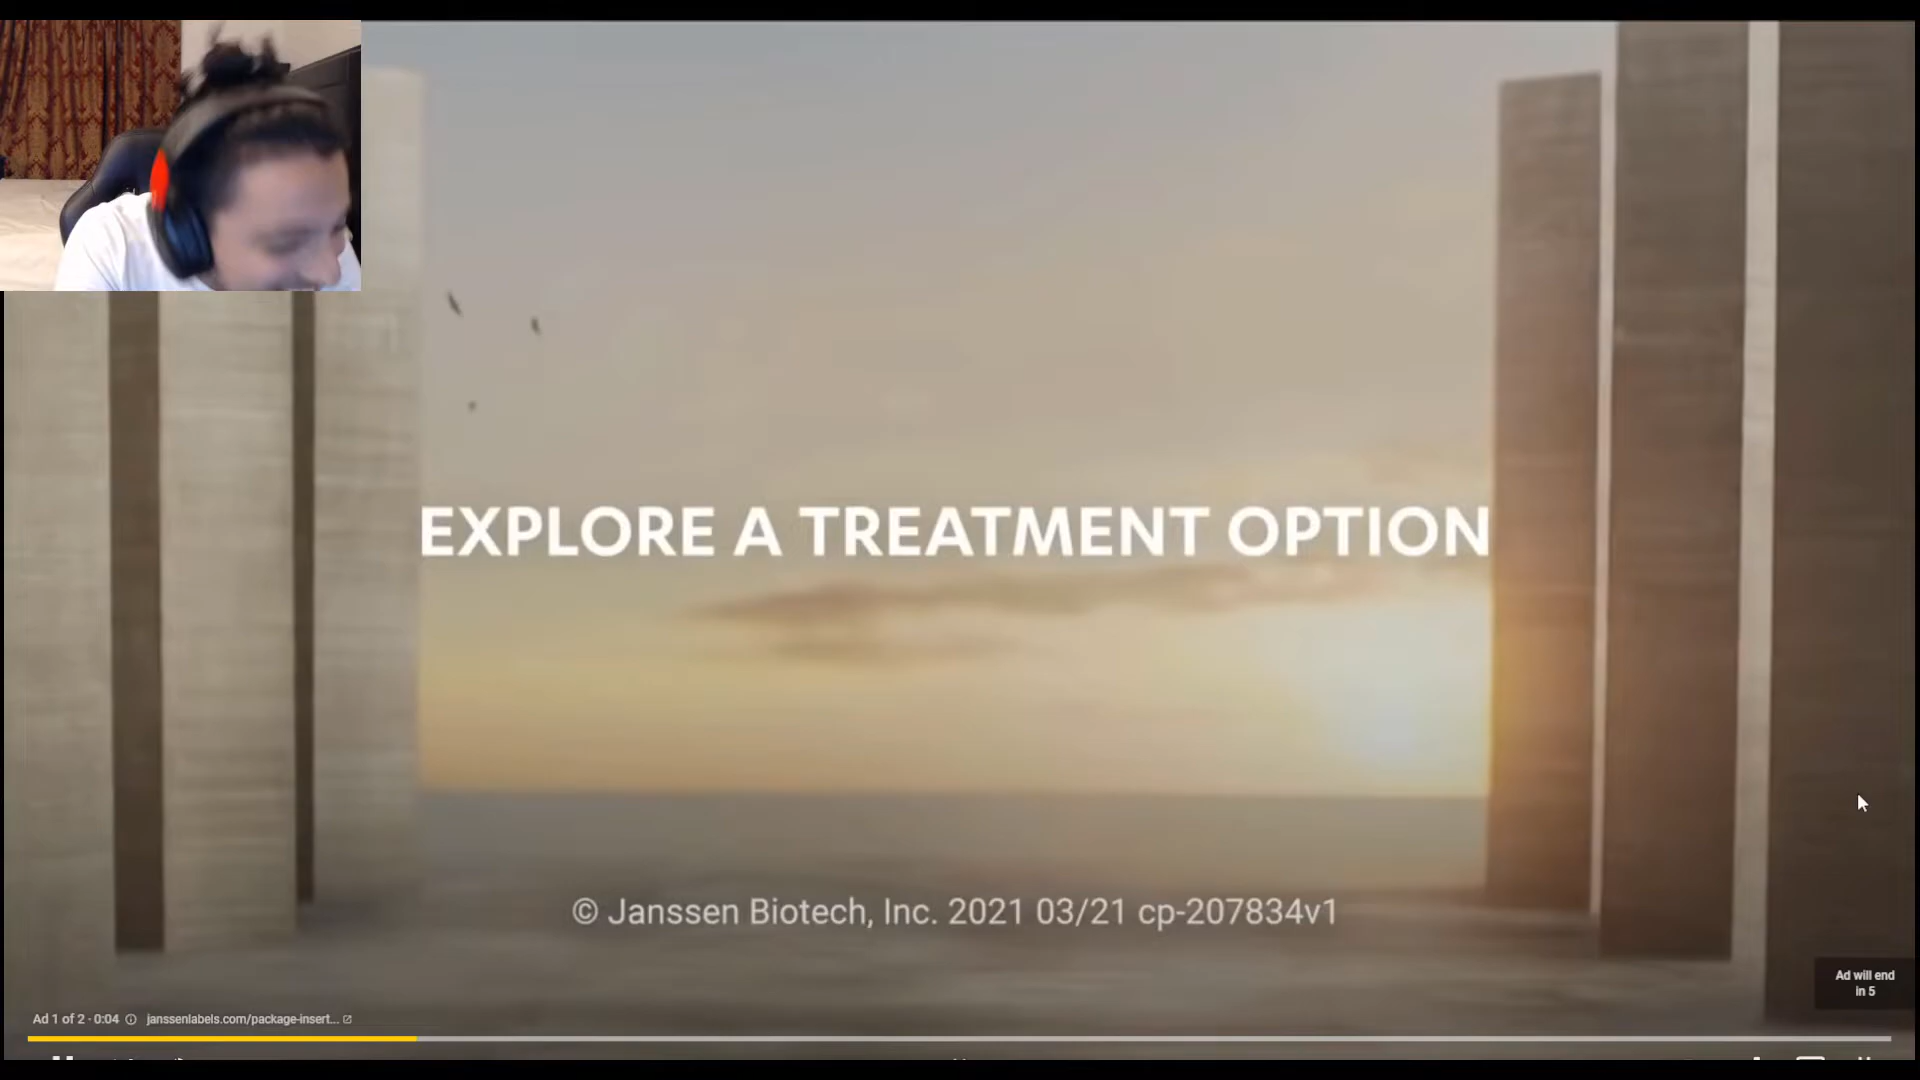 EXPLORE A TREATMENT OPTION
© Janssen Biotech, Inc. 2021 03/21 cp-207834v1
Ad will end
in 5
Ad 1 of 2 · 0:04 janssenlabels.com/package-insert...